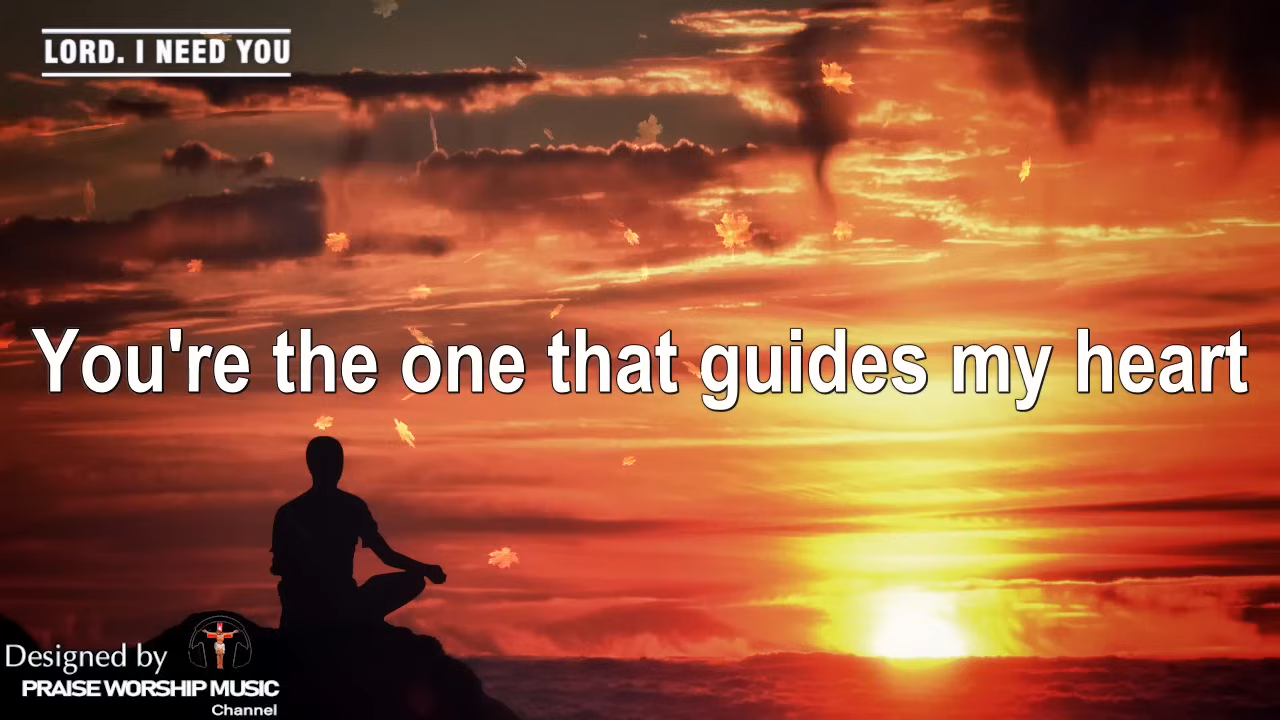 LORD. I NEED YOU
You're the one that guides my heart
Designed by
PRAISE WORSHIP MUSIC
Channel